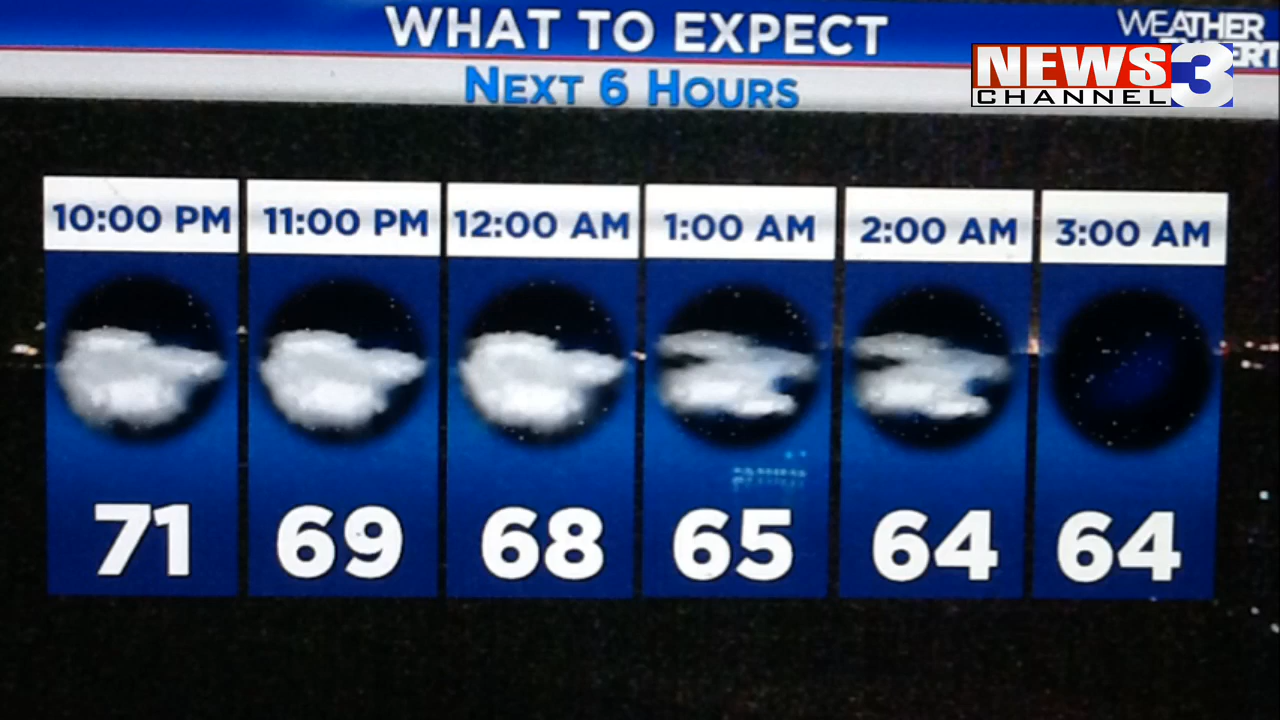 WHAT TO EXPECT
WEATHER
NEXT 6 HOURS
NEWS 3
CHANNEL
10:00 PM 11:00 PM 12:00 AM 1:00 AM 2:00 AM 3:00 AM
71 69 68 65 64 64